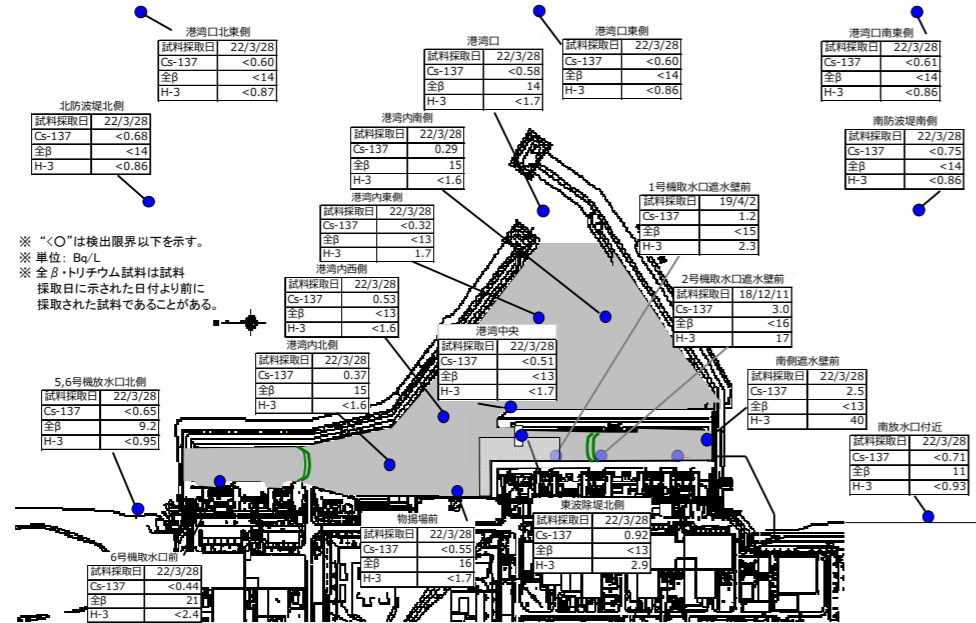 港湾口北東側
試料採取日 22/3/28
Cs-137 <0.60
全β <14
H-3 <0.87
港湾口
試料採取日 22/3/28
Cs-137 <0.58
全β 14
H-3 <1.7
港湾口東側
試料採取日 22/3/28
Cs-137 <0.60
全β <14
H-3 <0.86
港湾口南東側
試料採取日 22/3/28
Cs-137 <0.61
全β <14
H-3 <0.86
北防波堤北側
試料採取日 22/3/28
Cs-137 <0.68
全β <14
H-3 <0.86
港湾内南側
試料採取日 22/3/28
Cs-137 0.29
全β 15
H-3 <1.6
南防波堤南側
試料採取日 22/3/28
Cs-137 <0.75
全β <14
H-3 <0.86
港湾内東側
試料採取日 22/3/28
Cs-137 <0.32
全β <13
H-3 1.7
1号機取水口遮水壁前
試料採取日 19/4/2
Cs-137 1.2
全β <15
H-3 2.3
※ “<○”は検出限界以下を示す。
※ 単位: Bq/L
※ 全β・トリチウム試料は試料
採取日に示された日付より前に
採取された試料であることがある。
港湾内西側
試料採取日 22/3/28
Cs-137 0.53
全β <13
H-3 <1.6
2号機取水口遮水壁前
試料採取日 18/12/11
Cs-137 3.0
全β <16
H-3 17
港湾中央
試料採取日 22/3/28
Cs-137 <0.51
全β <13
H-3 <1.7
港湾内北側
試料採取日 22/3/28
Cs-137 0.37
全β 15
H-3 <1.6
南側遮水壁前
試料採取日 22/3/28
Cs-137 2.5
全β <13
H-3 40
5,6号機放水口北側
試料採取日 22/3/28
Cs-137 <0.65
全β 9.2
H-3 <0.95
南放水口付近
試料採取日 22/3/28
Cs-137 <0.71
全β 11
H-3 <0.93
物揚場前
試料採取日 22/3/28
Cs-137 <0.55
全β 16
H-3 <1.7
東波除堤北側
試料採取日 22/3/28
Cs-137 0.92
全β <13
H-3 2.9
6号機取水口前
試料採取日 22/3/28
Cs-137 <0.44
全β 21
H-3 <2.4